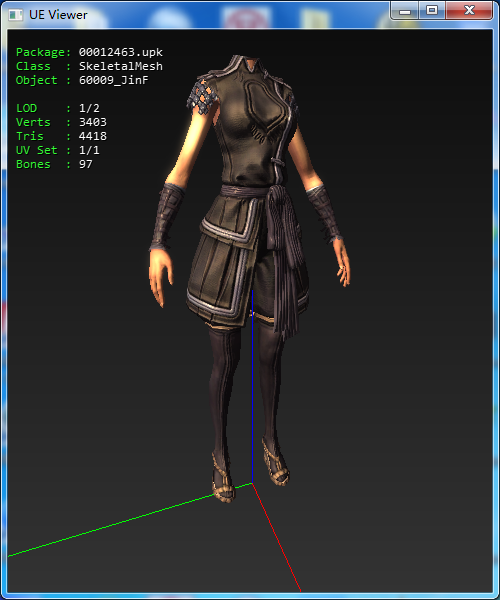 UE Viewer
Package: 00012463.upk
Class : SkeletalMesh
Object : 60009_JinF
LOD : 1/2
Verts : 3403
Tris : 4418
UV Set : 1/1
Bones : 97